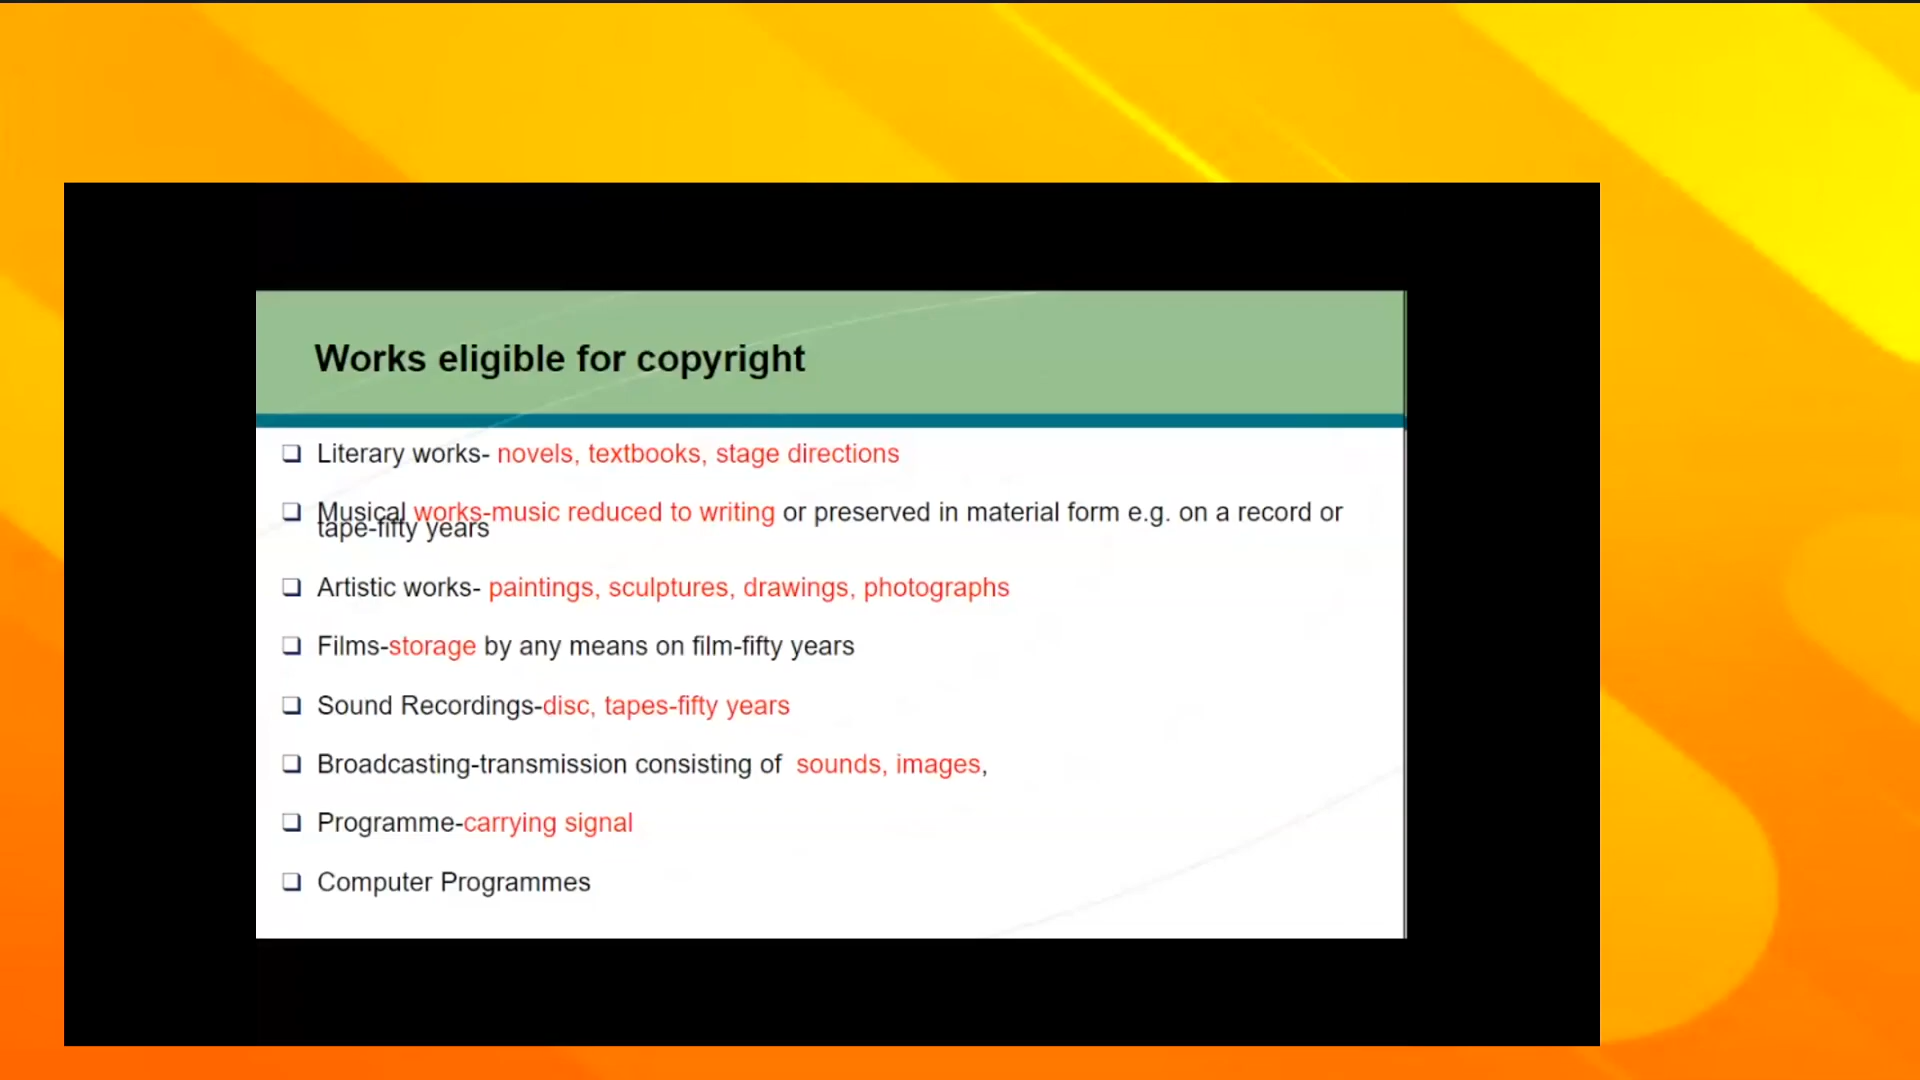 Works eligible for copyright
Literary works- novels, textbooks, stage directions
Musical works-music reduced to writing or preserved in material form e.g. on a record or
tape-fifty years
Artistic works- paintings, sculptures, drawings, photographs
Films-storage by any means on film-fifty years
Sound Recordings-disc, tapes-fifty years
Broadcasting-transmission consisting of  sounds, images,
Programme-carrying signal
Computer Programmes